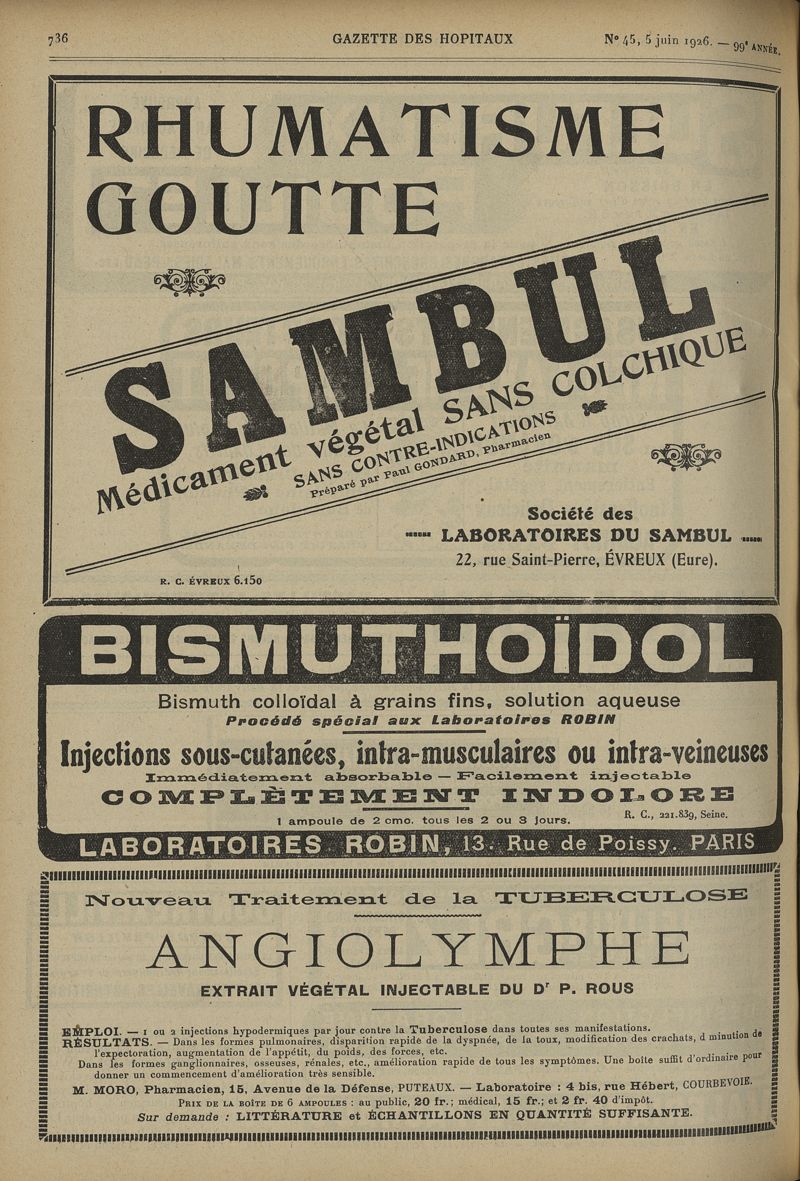 736
GAZETTE DES HOPITAUX
N° 45, 5 juin 1926. — 99e ANNÉE.
RHUMATISME
GOUTTE
SAMBUL
Médicament végétal SANS COLCHIQUE
SANS CONTRE-INDICATIONS
Préparé par Paul GONDARD, Pharmacien
Société des
LABORATOIRES DU SAMBUL
22, rue Saint-Pierre, ÉVREUX (Eure).
R. C. ÉVREUX 6.150
BISMUTHOÏDOL
Bismuth colloïdal à grains fins, solution aqueuse
Procédé spécial aux Laboratoires ROBIN
Injections sous-cutanées, intra-musculaires ou intra-veineuses
Immédiatement absorbable — Facilement injectable
COMPLÈTEMENT INDOLORE
1 ampoule de 2 cmc. tous les 2 ou 3 jours.
R. C., 221.839, Seine.
LABORATOIRES ROBIN, 13. Rue de Poissy. PARIS
Nouveau Traitement de la TUBERCULOSE
ANGIOLYMPHE
EXTRAIT VÉGÉTAL INJECTABLE DU Dr P. ROUS
EMPLOI. — 1 ou 2 injections hypodermiques par jour contre la Tuberculose dans toutes ses manifestations.
RÉSULTATS. — Dans les formes pulmonaires, disparition rapide de la dyspnée, de la toux, modification des crachats, d minution de
l'expectoration, augmentation de l'appétit, du poids, des forces, etc.
Dans les formes ganglionnaires, osseuses, rénales, etc., amélioration rapide de tous les symptômes. Une boîte suffit d'ordinaire pour
donner un commencement d'amélioration très sensible.
M. MORO, Pharmacien, 15, Avenue de la Défense, PUTEAUX. — Laboratoire : 4 bis, rue Hébert, COURBEVOIE.
PRIX DE LA BOÎTE DE 6 AMPOULES : au public, 20 fr.; médical, 15 fr.; et 2 fr. 40 d'impôt.
Sur demande : LITTÉRATURE et ÉCHANTILLONS EN QUANTITÉ SUFFISANTE.